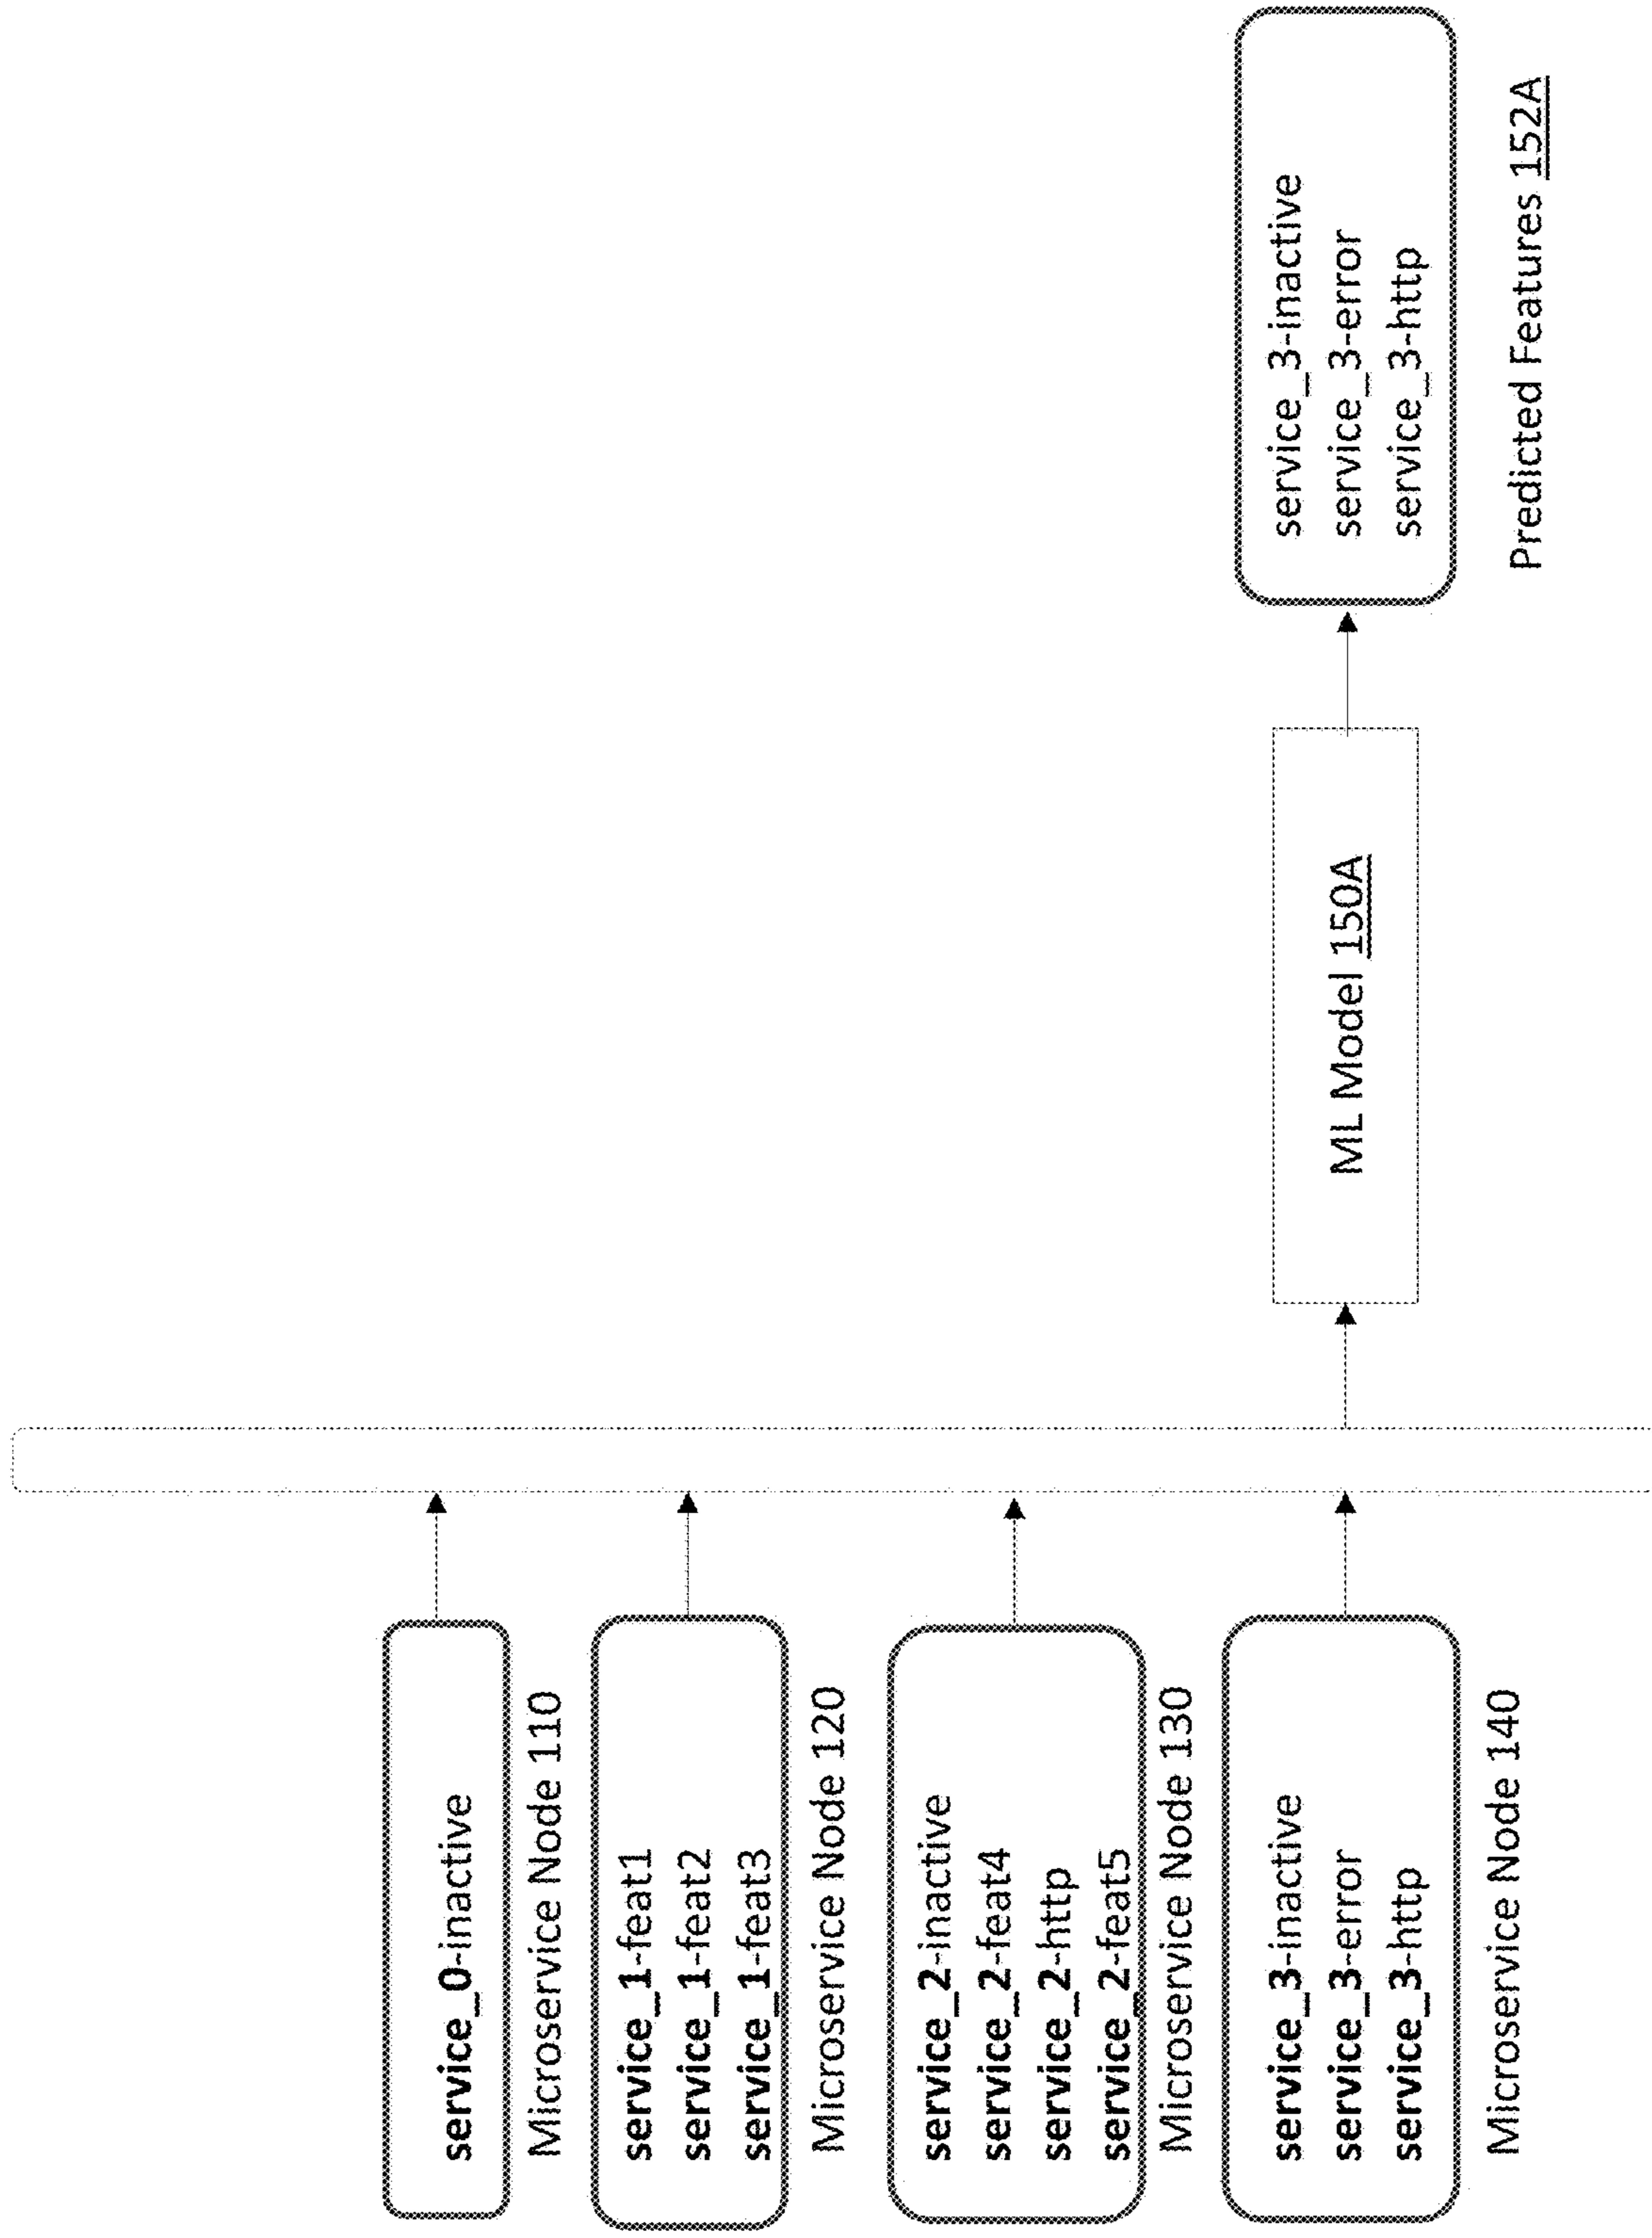 service_0-inactive
Microservice Node 110
service_1-feat1
service_1-feat2
service_1-feat3
Microservice Node 120
service_2-inactive
service_2-feat4
service_2-http
service_2-feat5
Microservice Node 130
service_3-inactive
service_3-error
service_3-http
Microservice Node 140
ML Model 150A
service_3-inactive
service_3-error
service_3-http
Predicted Features 152A